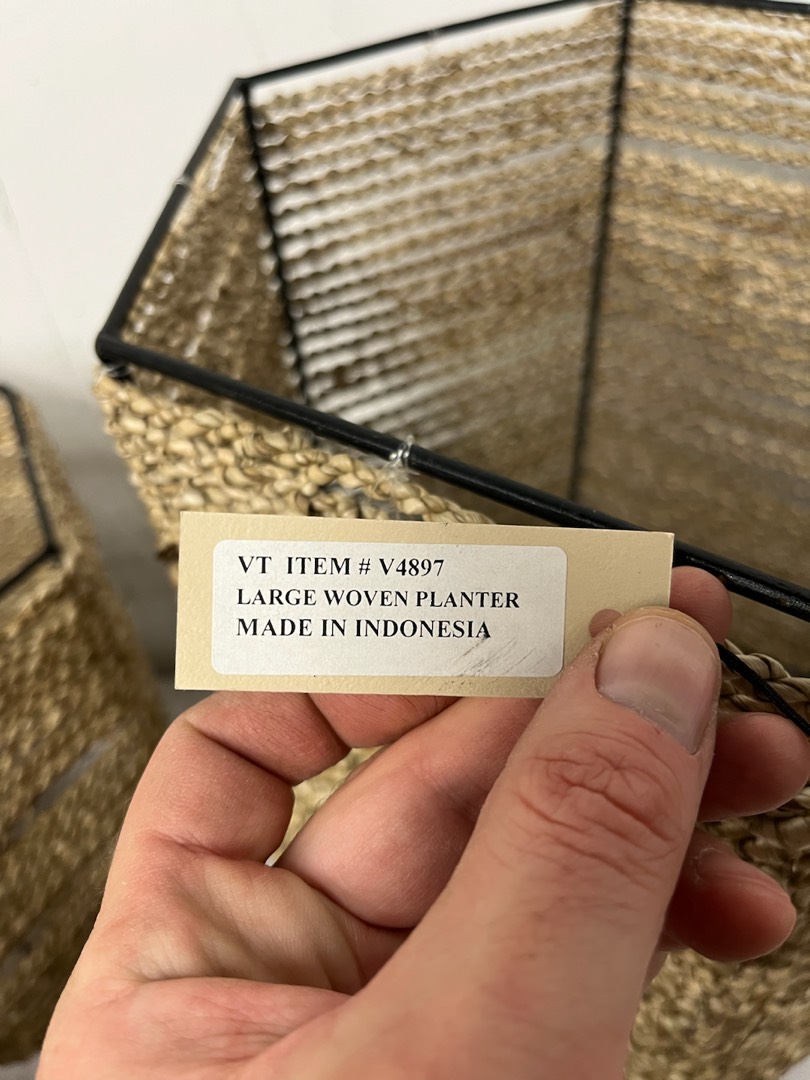 VT ITEM # V4897
LARGE WOVEN PLANTER
MADE IN INDONESIA